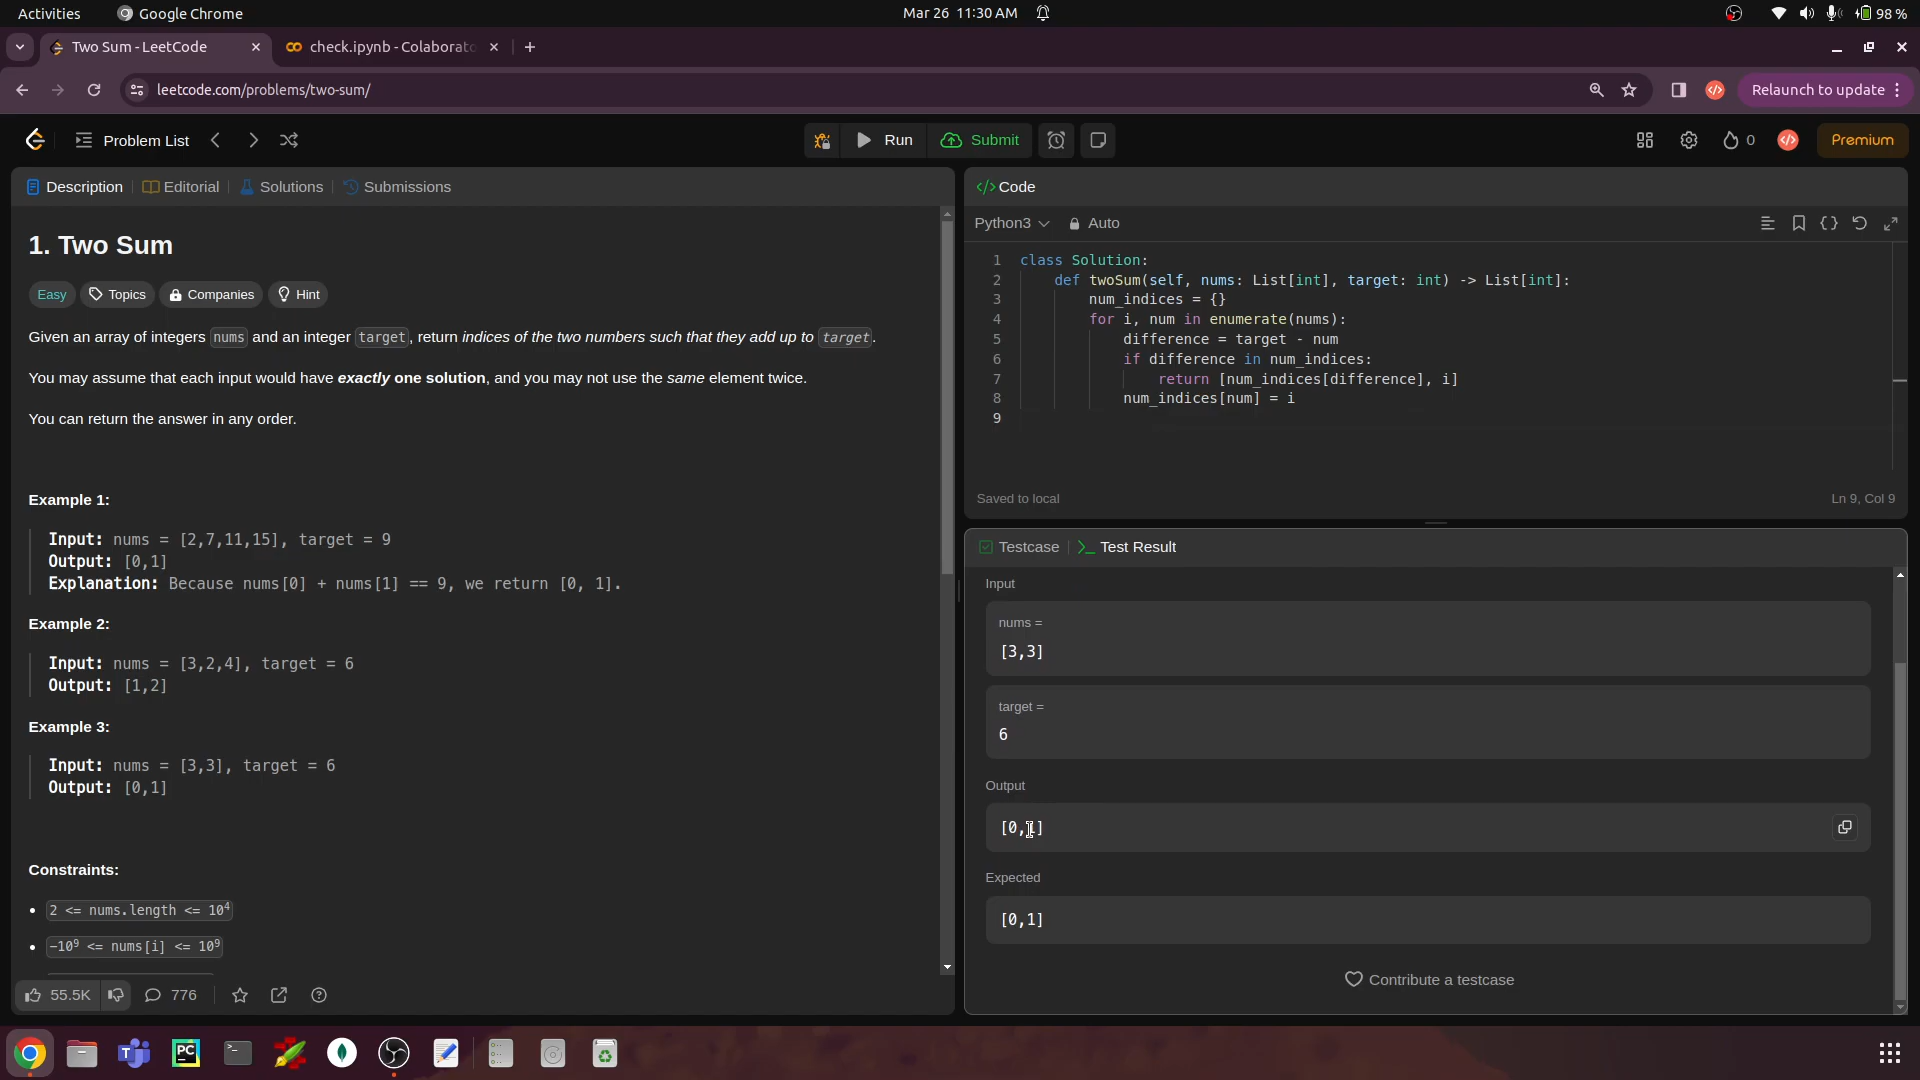 Activities
Google Chrome
Mar 26 11:30 AM
98 %
Two Sum - LeetCode
check.ipynb - Colaborato
leetcode.com/problems/two-sum/
Relaunch to update
Problem List
Run
Submit
0
Premium
Description
Editorial
Solutions
Submissions
1. Two Sum
Easy
Topics
Companies
Hint
Given an array of integers nums and an integer target, return indices of the two numbers such that they add up to target.
You may assume that each input would have exactly one solution, and you may not use the same element twice.
You can return the answer in any order.
Example 1:
Input: nums = [2,7,11,15], target = 9
Output: [0,1]
Explanation: Because nums[0] + nums[1] == 9, we return [0, 1].
Example 2:
Input: nums = [3,2,4], target = 6
Output: [1,2]
Example 3:
Input: nums = [3,3], target = 6
Output: [0,1]
Constraints:
2 <= nums.length <= 10⁴
-10⁹ <= nums[i] <= 10⁹
55.5K
776
</> Code
Python3
Auto
1 class Solution:
2 def twoSum(self, nums: List[int], target: int) -> List[int]:
3 num_indices = {}
4 for i, num in enumerate(nums):
5 difference = target - num
6 if difference in num_indices:
7 return [num_indices[difference], i]
8 num_indices[num] = i
9
Saved to local
Ln 9, Col 9
Testcase
Test Result
Input
nums =
[3,3]
target =
6
Output
[0,1]
Expected
[0,1]
Contribute a testcase
PC